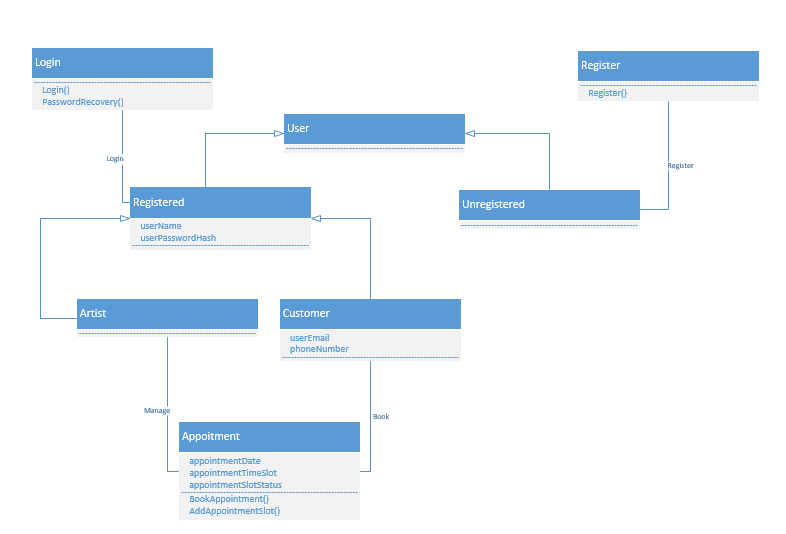 Login
Login()
PasswordRecovery()
Register
Register()
User
Login
Register
Registered
userName
userPasswordHash
Unregistered
Artist
Customer
userEmail
phoneNumber
Manage
Book
Appoitment
appointmentDate
appointmentTimeSlot
appointmentSlotStatus
BookAppointment()
AddAppointmentSlot()